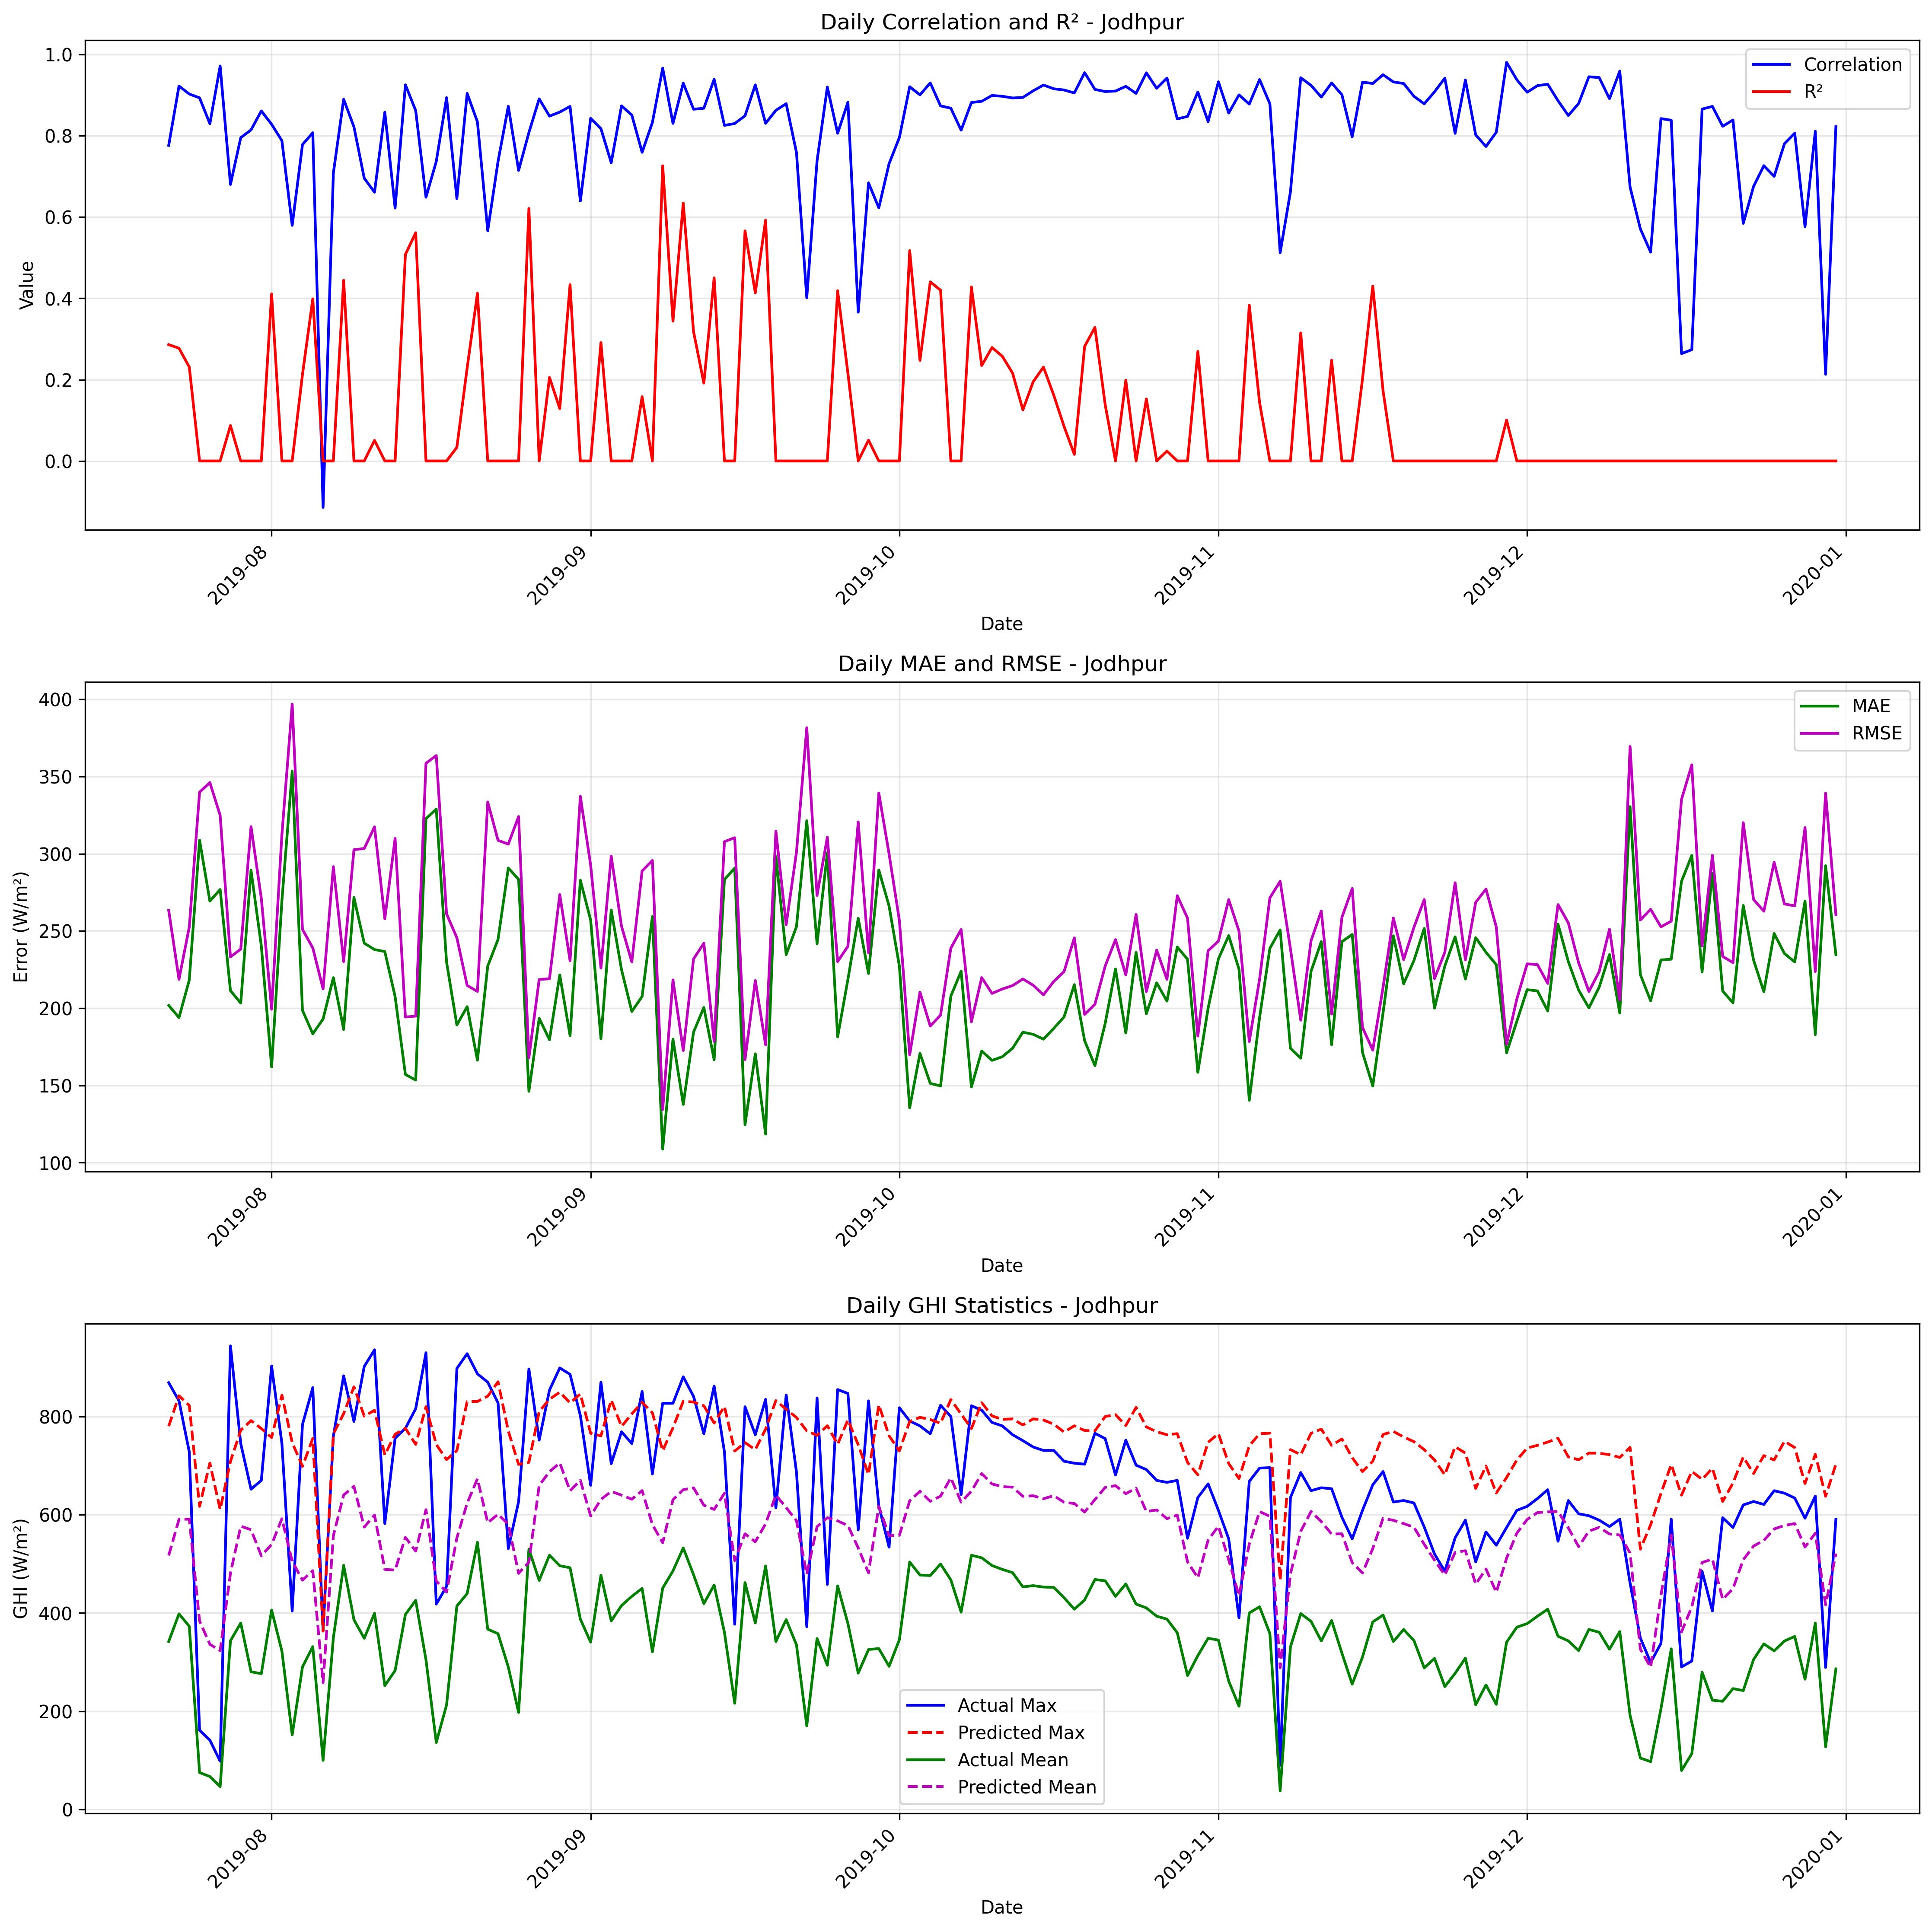 Daily Correlation and R² - Jodhpur
Value
1.0
0.8
0.6
0.4
0.2
0.0
Correlation
R²
2019-08
2019-09
2019-10
2019-11
2019-12
2020-01
Date
Daily MAE and RMSE - Jodhpur
Error (W/m²)
400
350
300
250
200
150
100
MAE
RMSE
2019-08
2019-09
2019-10
2019-11
2019-12
2020-01
Date
Daily GHI Statistics - Jodhpur
GHI (W/m²)
800
600
400
200
0
Actual Max
Predicted Max
Actual Mean
Predicted Mean
2019-08
2019-09
2019-10
2019-11
2019-12
2020-01
Date